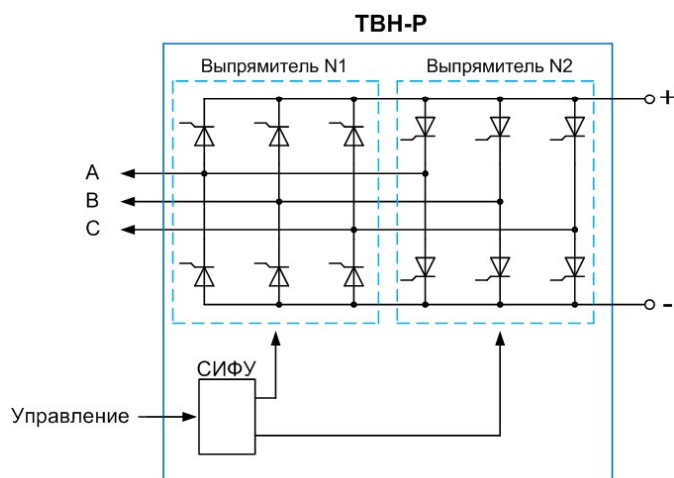 ТВН-Р
Выпрямитель N1
Выпрямитель N2
+
A
B
C
-
СИФУ
Управление